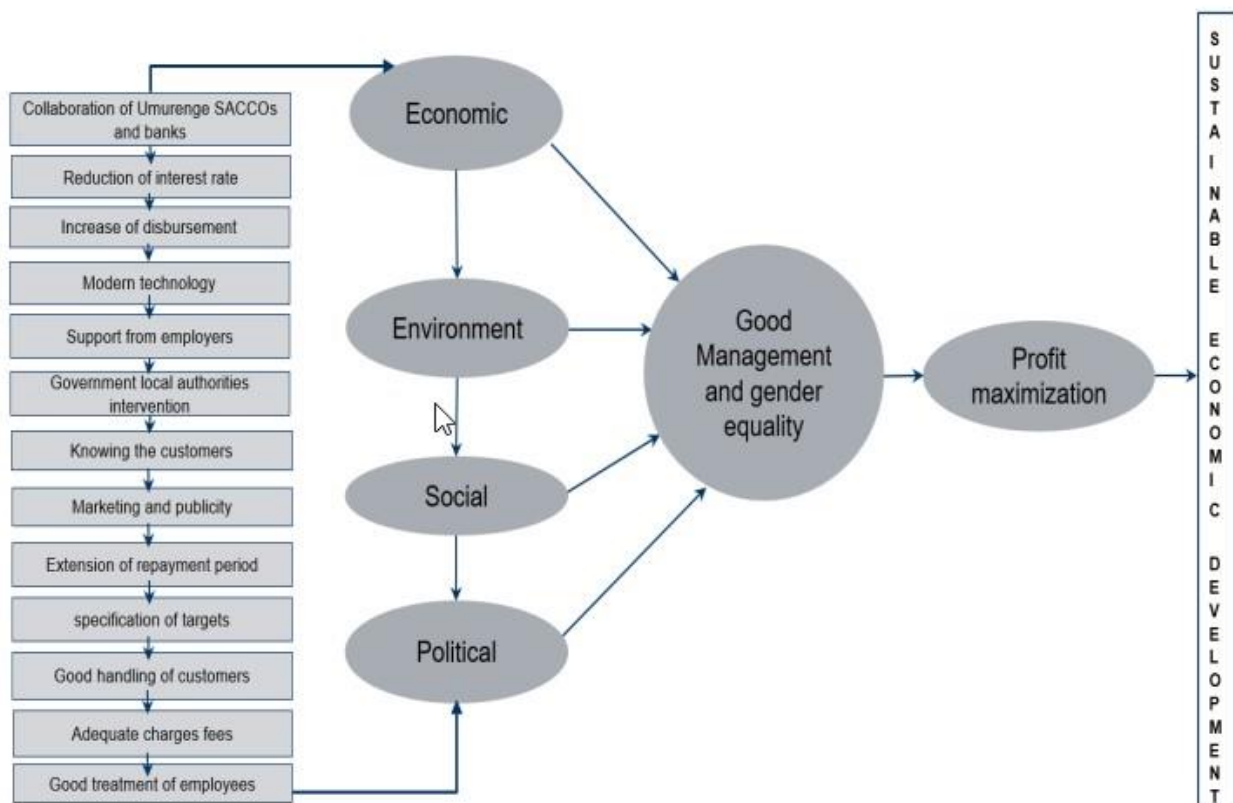 Collaboration of Umurenge SACCOs
and banks
Reduction of interest rate
Increase of disbursement
Modern technology
Support from employers
Government local authorities
intervention
Knowing the customers
Marketing and publicity
Extension of repayment period
specification of targets
Good handling of customers
Adequate charges fees
Good treatment of employees
Economic
Environment
Social
Political
Good
Management
and gender
equality
Profit
maximization
SUSTAINABLE ECONOMIC DEVELOPMENT